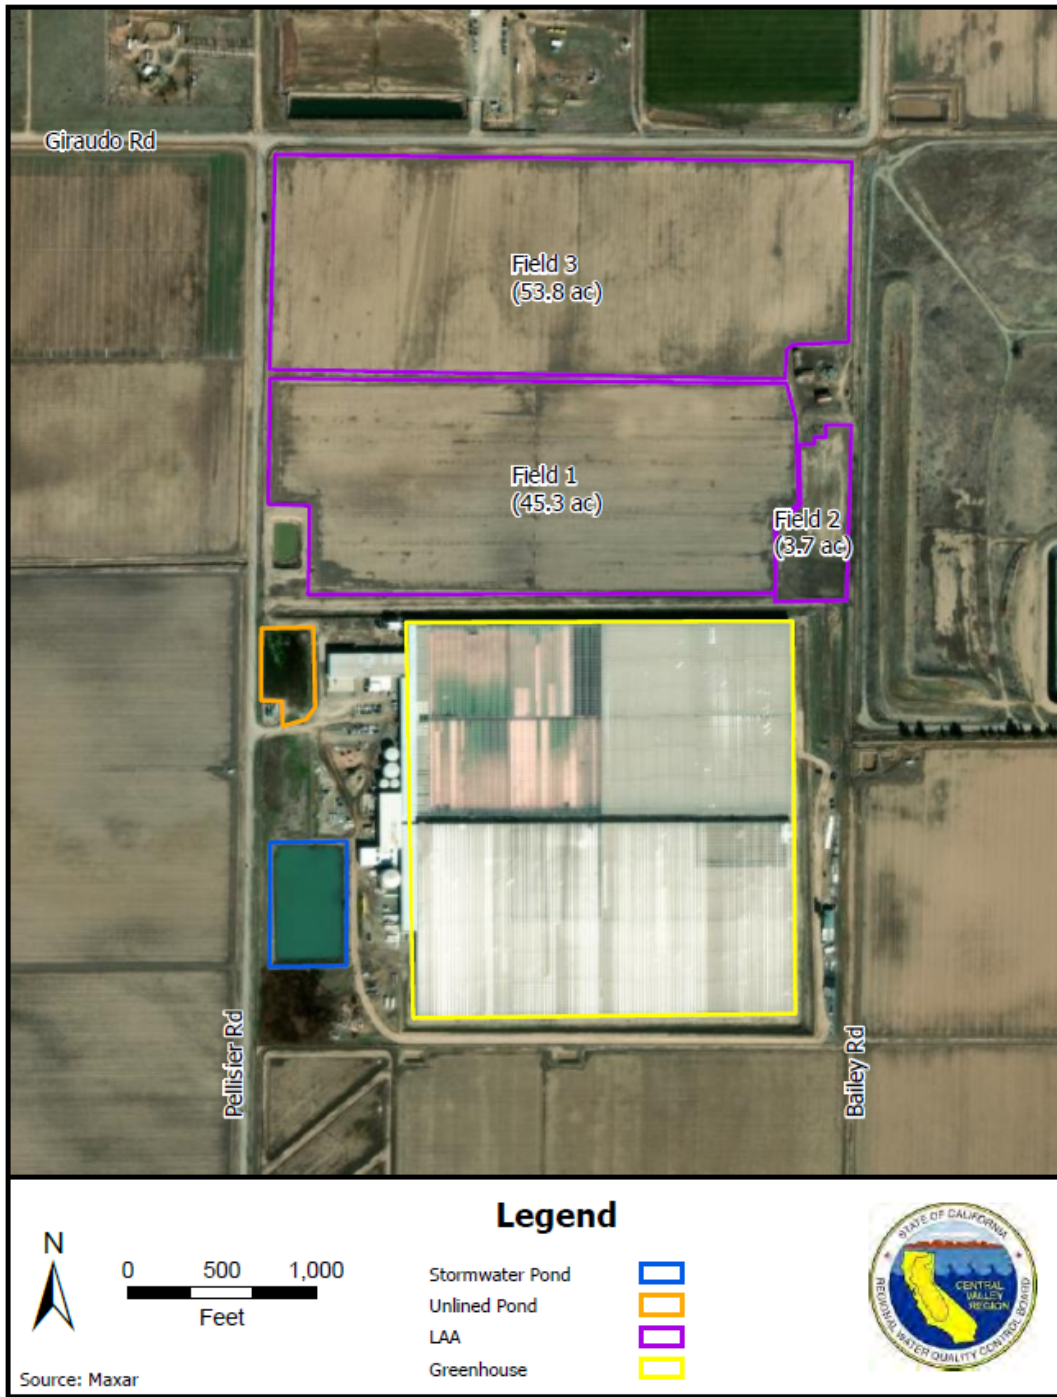 Giraudo Rd
Field 3
(53.8 ac)
Field 1
(45.3 ac)
Field 2
(3.7 ac)
Pellisier Rd
Bailey Rd
Legend
N
0 500 1,000
Feet
Stormwater Pond
Unlined Pond
LAA
Greenhouse
Source: Maxar
STATE OF CALIFORNIA
CENTRAL
VALLEY
REGION
REGIONAL WATER QUALITY CONTROL BOARD